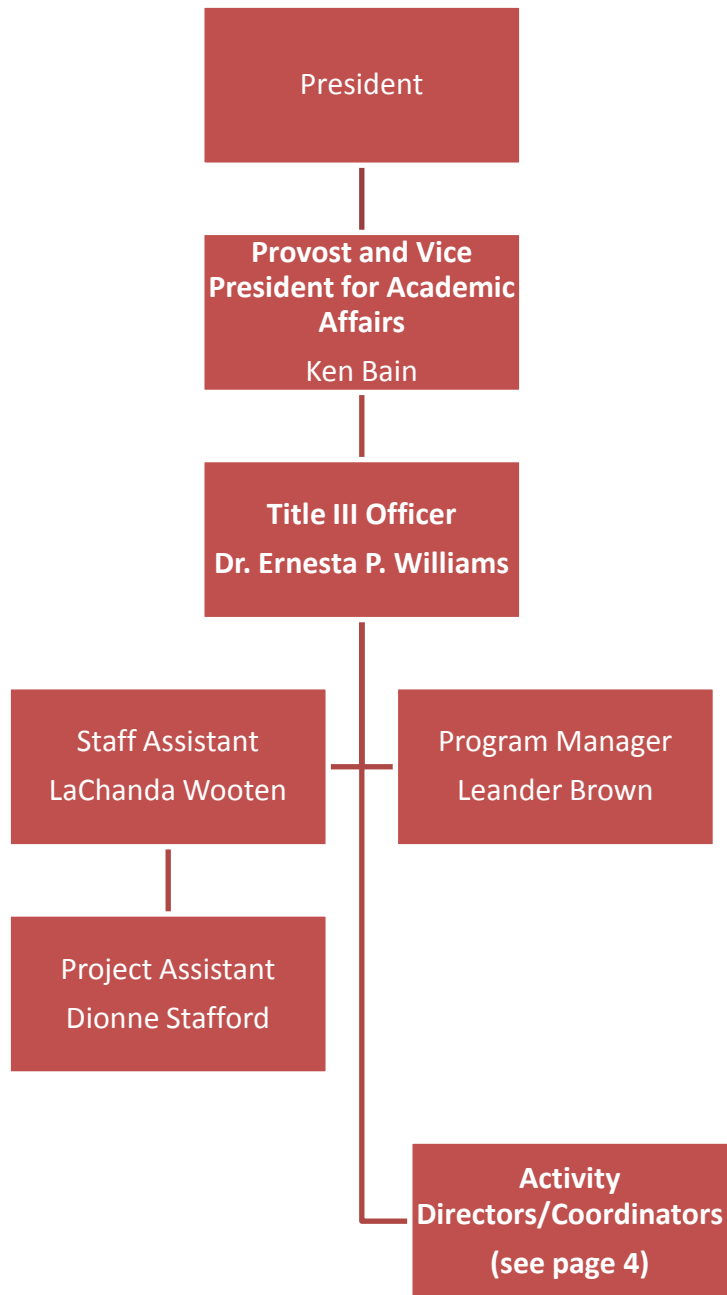 President
Provost and Vice
President for Academic
Affairs
Ken Bain
Title III Officer
Dr. Ernesta P. Williams
Staff Assistant
LaChanda Wooten
Program Manager
Leander Brown
Project Assistant
Dionne Stafford
Activity
Directors/Coordinators
(see page 4)